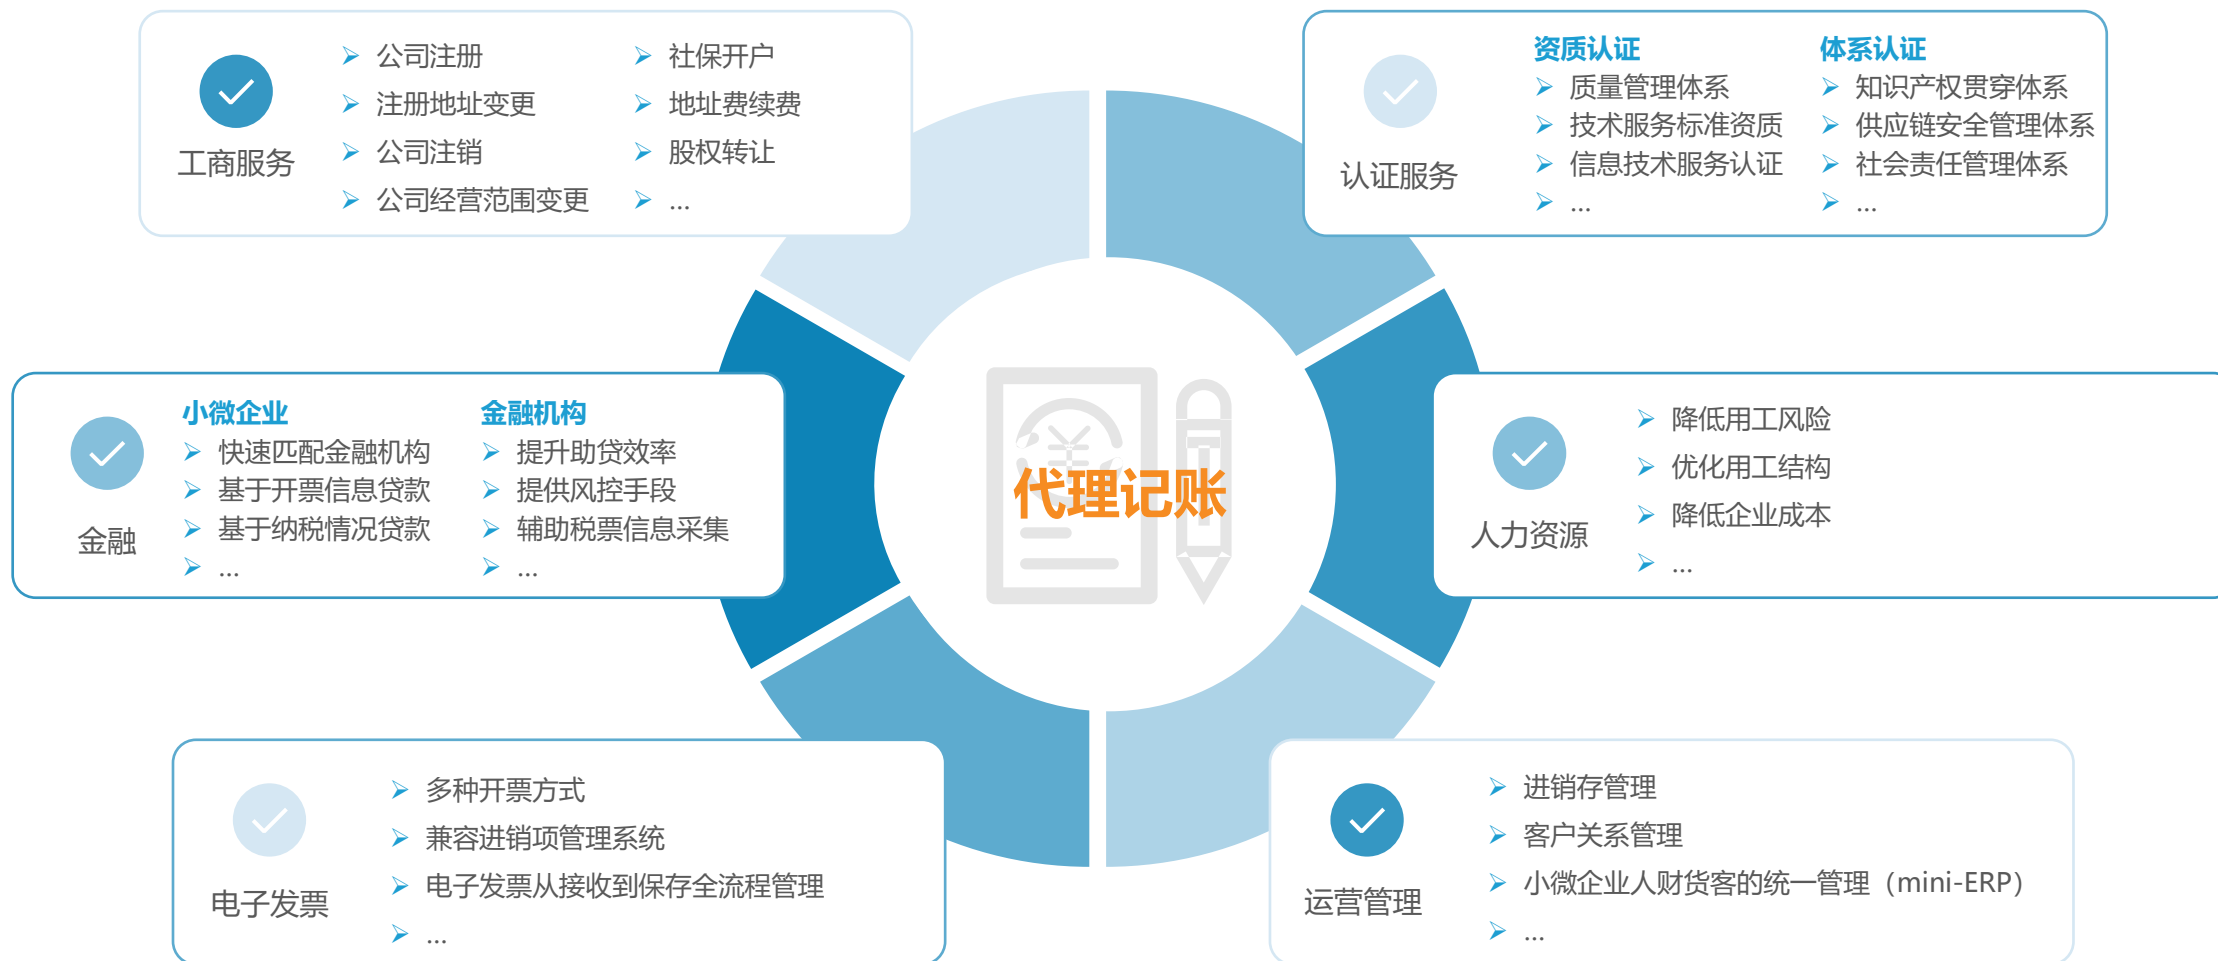 工商服务
公司注册
注册地址变更
公司注销
公司经营范围变更
社保开户
地址费续费
股权转让
...
认证服务
资质认证
质量管理体系
技术服务标准资质
信息技术服务认证
...
体系认证
知识产权贯穿体系
供应链安全管理体系
社会责任管理体系
...
金融
小微企业
快速匹配金融机构
基于开票信息贷款
基于纳税情况贷款
...
金融机构
提升助贷效率
提供风控手段
辅助税票信息采集
...
代理记账
人力资源
降低用工风险
优化用工结构
降低企业成本
...
电子发票
多种开票方式
兼容进销项管理系统
电子发票从接收到保存全流程管理
...
运营管理
进销存管理
客户关系管理
小微企业人财货客的统一管理（mini-ERP）
...